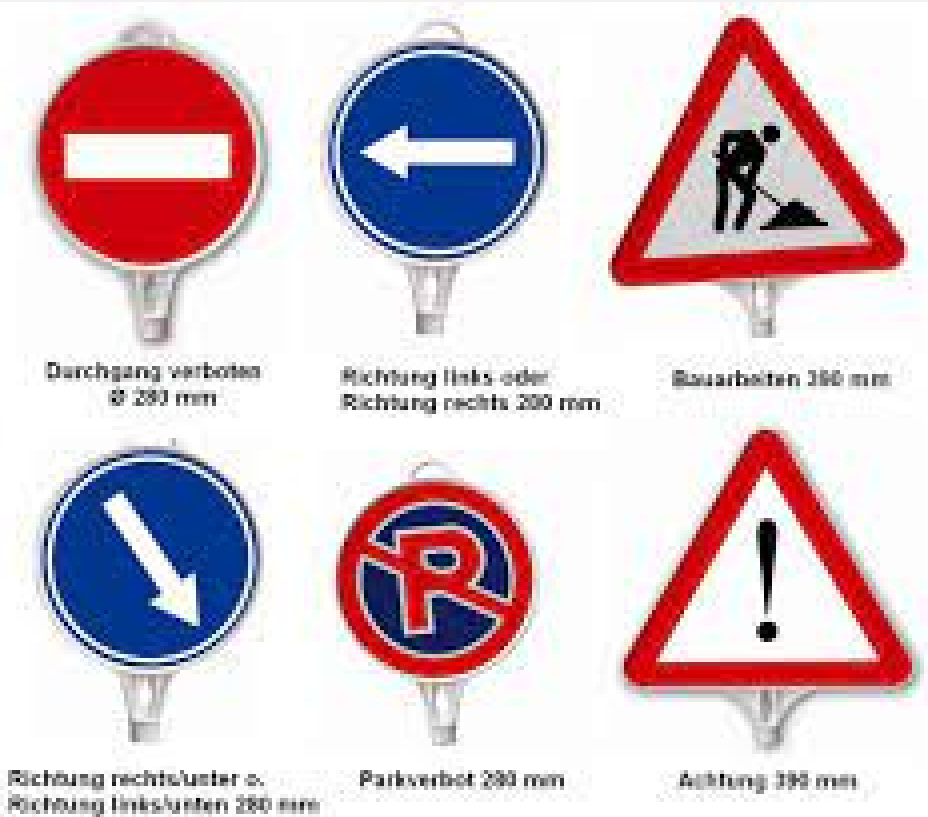 Durchgang verboten
Ø 280 mm
Richtung links oder
Richtung rechts 280 mm
Bauarbeiten 390 mm
P
Richtung rechts/unter o.
Richtung links/unten 280 mm
Parkverbot 280 mm
Achtung 390 mm